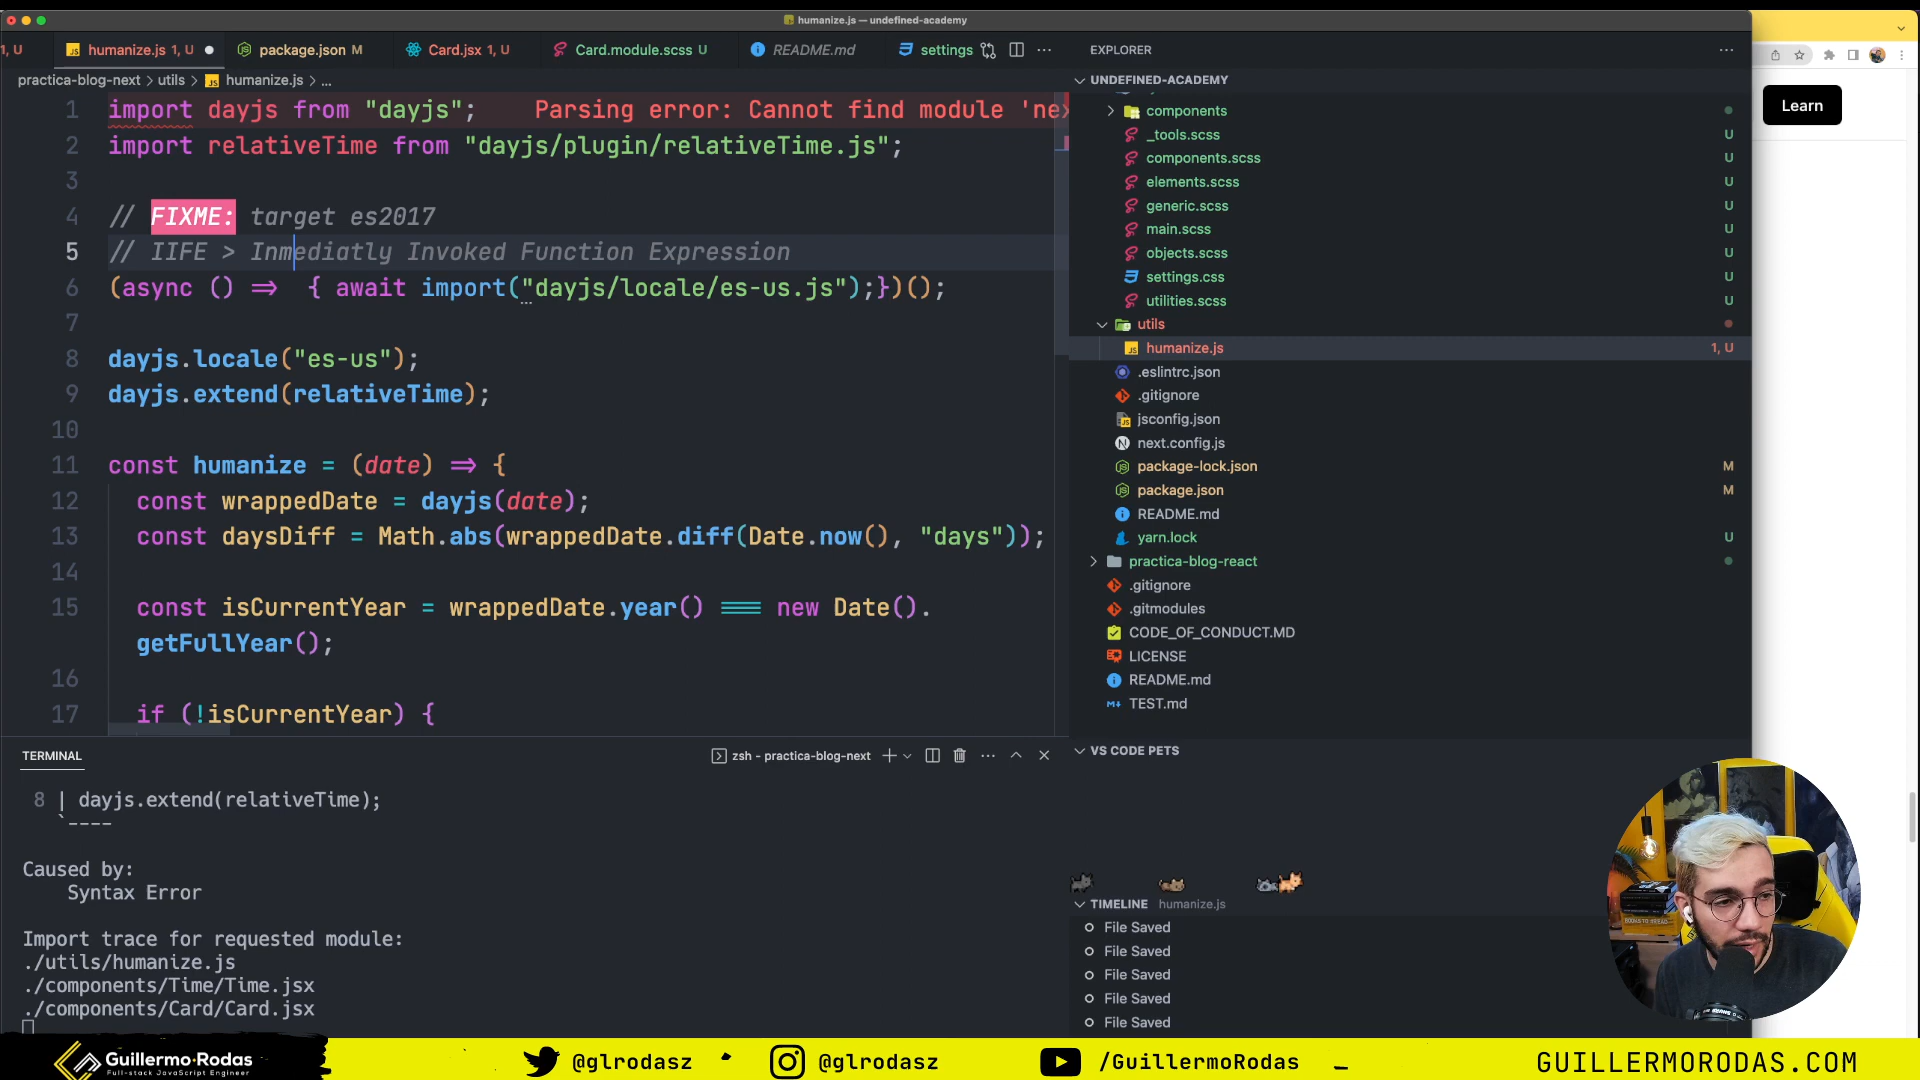 humanize.js — undefined-academy
1, U
humanize.js 1, U
package.json M
Card.jsx 1, U
Card.module.scss U
README.md
settings
EXPLORER
practica-blog-next > utils > humanize.js > ...
UNDEFINED-ACADEMY
Learn
1 import dayjs from "dayjs"; Parsing error: Cannot find module 'nex
2 import relativeTime from "dayjs/plugin/relativeTime.js";
3
4 // FIXME: target es2017
5 // IIFE > Inmediatly Invoked Function Expression
6 (async () => { await import("dayjs/locale/es-us.js");})();
7
8 dayjs.locale("es-us");
9 dayjs.extend(relativeTime);
10
11 const humanize = (date) => {
12 const wrappedDate = dayjs(date);
13 const daysDiff = Math.abs(wrappedDate.diff(Date.now(), "days"));
14
15 const isCurrentYear = wrappedDate.year() === new Date().
getFullYear();
16
17 if (!isCurrentYear) {
components
_tools.scss U
components.scss U
elements.scss U
generic.scss U
main.scss U
objects.scss U
settings.css U
utilities.scss U
utils
humanize.js 1, U
.eslintrc.json
.gitignore
jsconfig.json
next.config.js
package-lock.json M
package.json M
README.md
yarn.lock U
practica-blog-react
.gitignore
.gitmodules
CODE_OF_CONDUCT.MD
LICENSE
README.md
TEST.md
TERMINAL
zsh - practica-blog-next
8 | dayjs.extend(relativeTime);
`----
Caused by:
Syntax Error
Import trace for requested module:
./utils/humanize.js
./components/Time/Time.jsx
./components/Card/Card.jsx
VS CODE PETS
TIMELINE humanize.js
File Saved
File Saved
File Saved
File Saved
File Saved
Guillermo·Rodas
Full-stack JavaScript Engineer
@glrodasz
@glrodasz
/GuillermoRodas
GUILLERMORODAS.COM